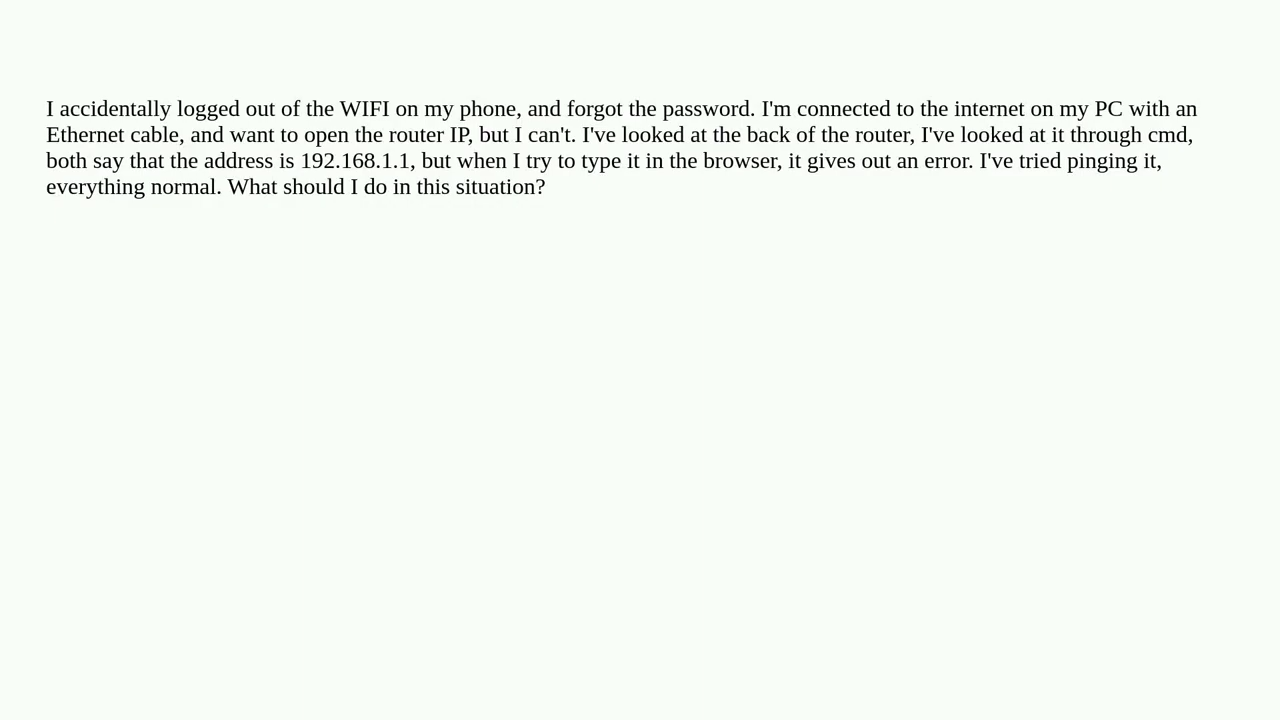 I accidentally logged out of the WIFI on my phone, and forgot the password. I'm connected to the internet on my PC with an
Ethernet cable, and want to open the router IP, but I can't. I've looked at the back of the router, I've looked at it through cmd,
both say that the address is 192.168.1.1, but when I try to type it in the browser, it gives out an error. I've tried pinging it,
everything normal. What should I do in this situation?